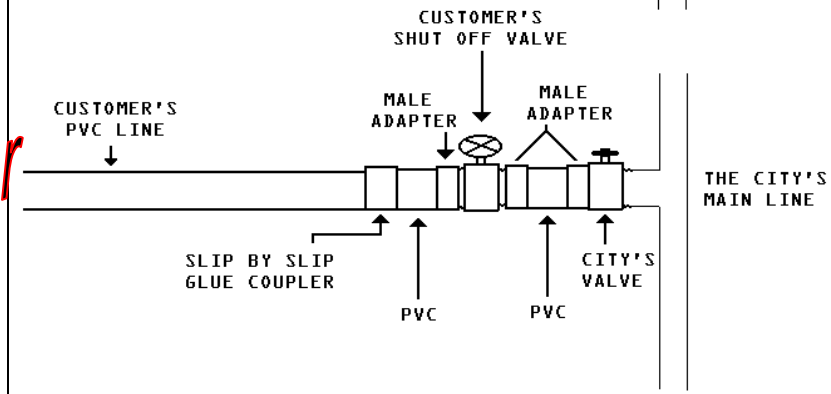 CUSTOMER'S
SHUT OFF VALVE
CUSTOMER'S
PVC LINE
MALE
ADAPTER
MALE
ADAPTER
THE CITY'S
MAIN LINE
SLIP BY SLIP
GLUE COUPLER
CITY'S
VALVE
PVC
PVC
r